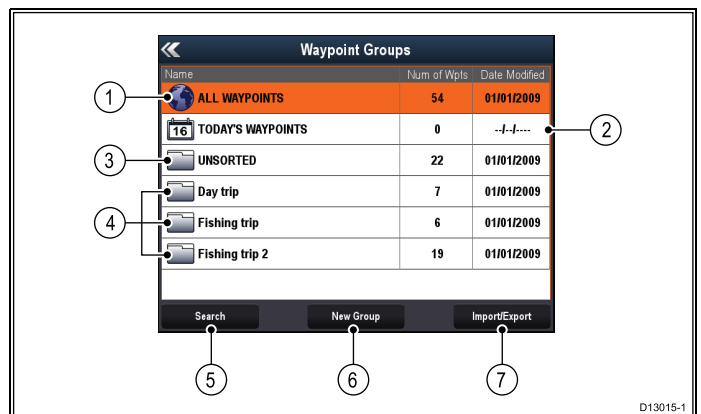 Waypoint Groups
Name Num of Wpts Date Modified
1 ALL WAYPOINTS 54 01/01/2009
16 TODAY'S WAYPOINTS 0 --/--/---- 2
3 UNSORTED 22 01/01/2009
Day trip 7 01/01/2009
4 Fishing trip 6 01/01/2009
Fishing trip 2 19 01/01/2009
Search New Group Import/Export
5 6 7
D13015-1